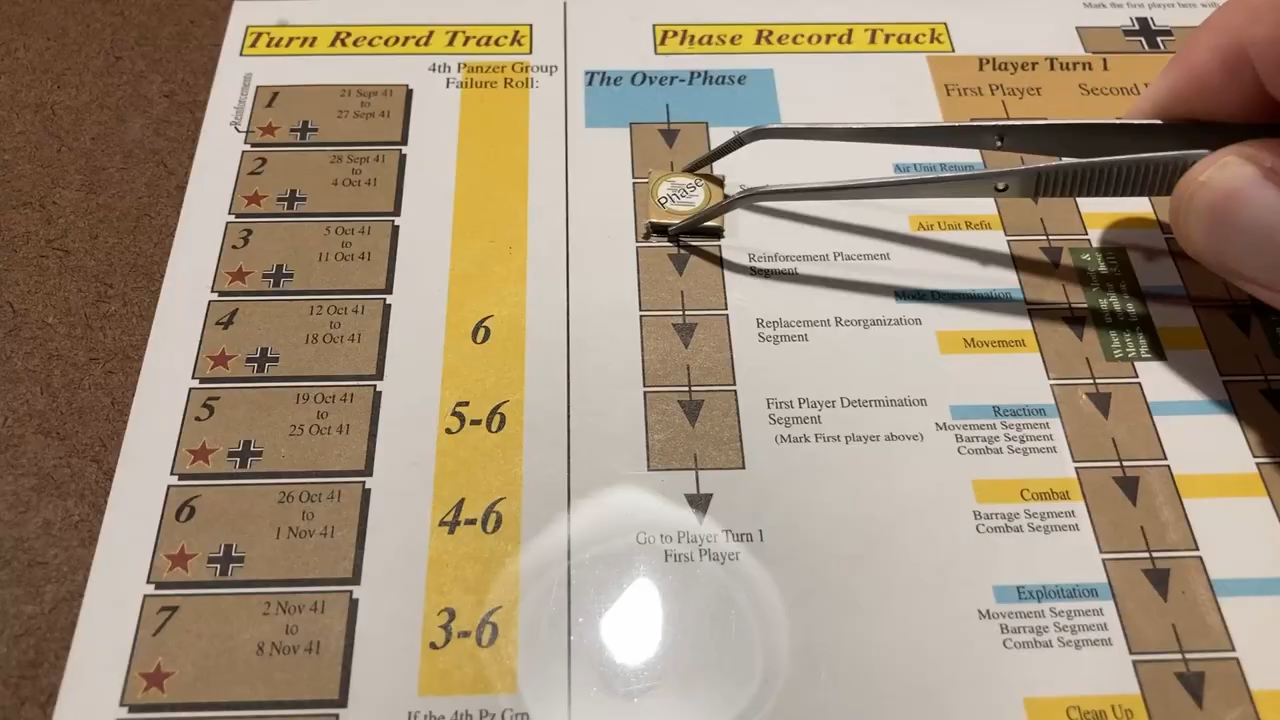 Turn Record Track
4th Panzer Group
Failure Roll:
Reinforcements
1
21 Sept 41
to
27 Sept 41
2
28 Sept 41
to
4 Oct 41
3
5 Oct 41
to
11 Oct 41
4
12 Oct 41
to
18 Oct 41
6
5
19 Oct 41
to
25 Oct 41
5-6
6
26 Oct 41
to
1 Nov 41
4-6
7
2 Nov 41
to
8 Nov 41
3-6
If the 4th Pz Grp
Phase Record Track
Mark the first player here with
The Over-Phase
Phase
Reinforcement Placement
Segment
Replacement Reorganization
Segment
First Player Determination
Segment
(Mark First player above)
Go to Player Turn 1
First Player
Player Turn 1
First Player
Second
Air Unit Return
Air Unit Refit
Mode Determination
Movement
Reaction
Movement Segment
Barrage Segment
Combat Segment
Combat
Barrage Segment
Combat Segment
Exploitation
Movement Segment
Barrage Segment
Combat Segment
Clean Up